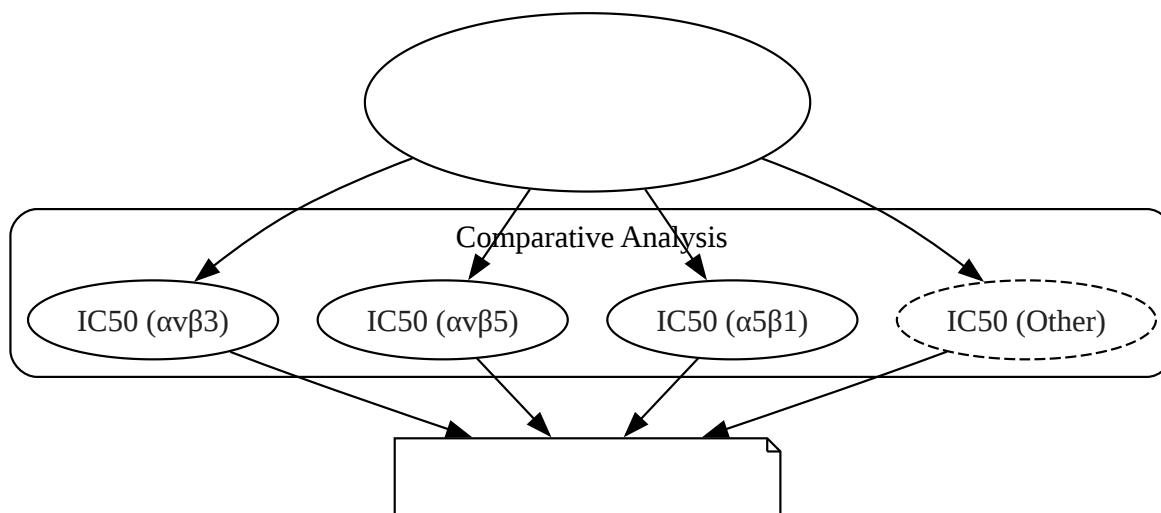 Comparative Analysis
IC50 (αvβ3)
IC50 (αvβ5)
IC50 (α5β1)
IC50 (Other)